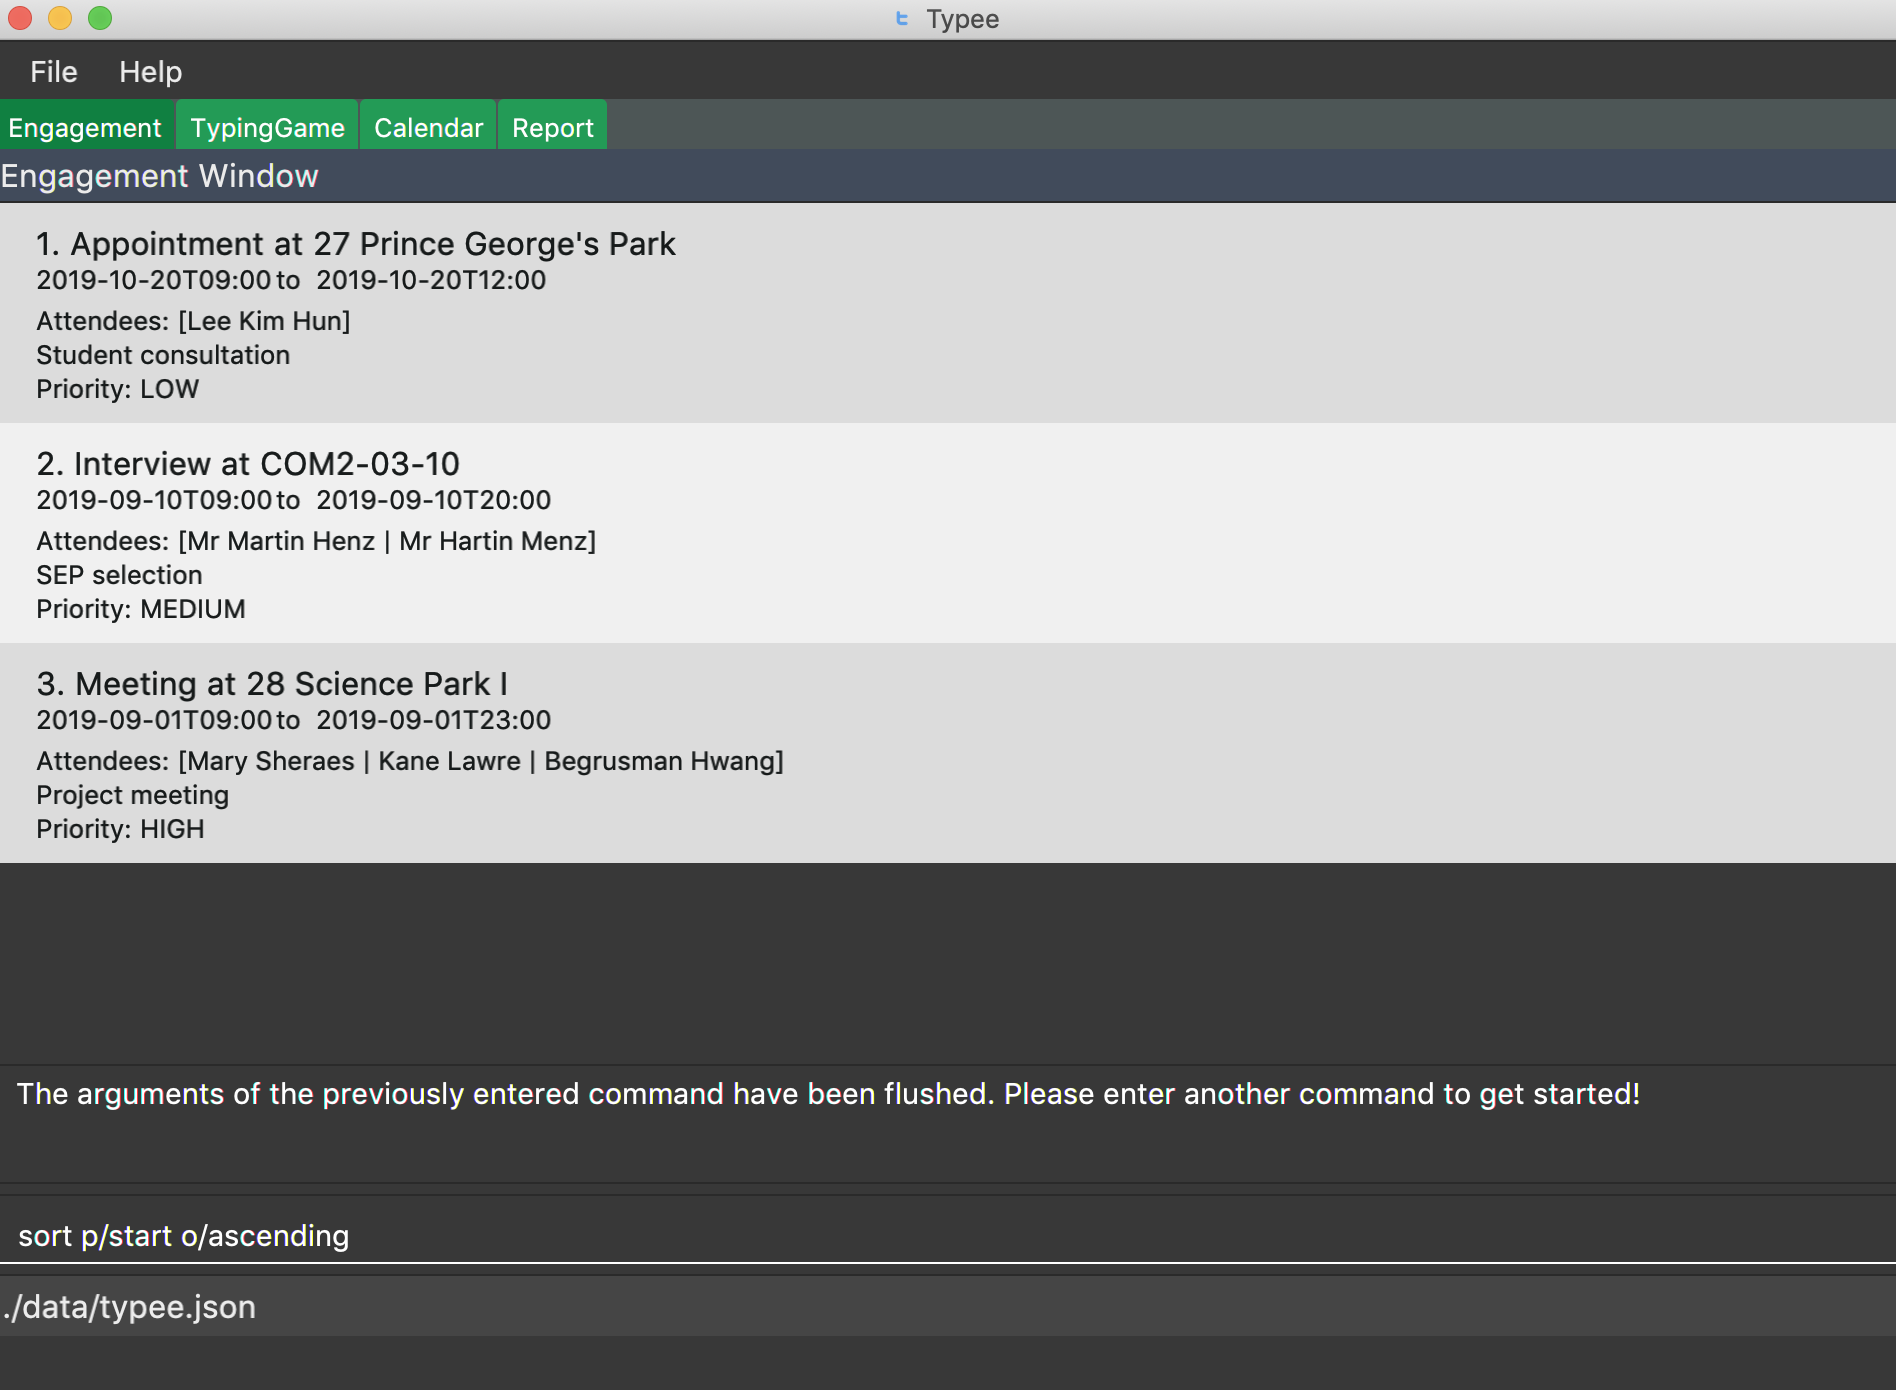 Typee
File Help
Engagement TypingGame Calendar Report
Engagement Window
1. Appointment at 27 Prince George's Park
2019-10-20T09:00 to 2019-10-20T12:00
Attendees: [Lee Kim Hun]
Student consultation
Priority: LOW
2. Interview at COM2-03-10
2019-09-10T09:00 to 2019-09-10T20:00
Attendees: [Mr Martin Henz | Mr Hartin Menz]
SEP selection
Priority: MEDIUM
3. Meeting at 28 Science Park I
2019-09-01T09:00 to 2019-09-01T23:00
Attendees: [Mary Sheraes | Kane Lawre | Begrusman Hwang]
Project meeting
Priority: HIGH
The arguments of the previously entered command have been flushed. Please enter another command to get started!
sort p/start o/ascending
./data/typee.json